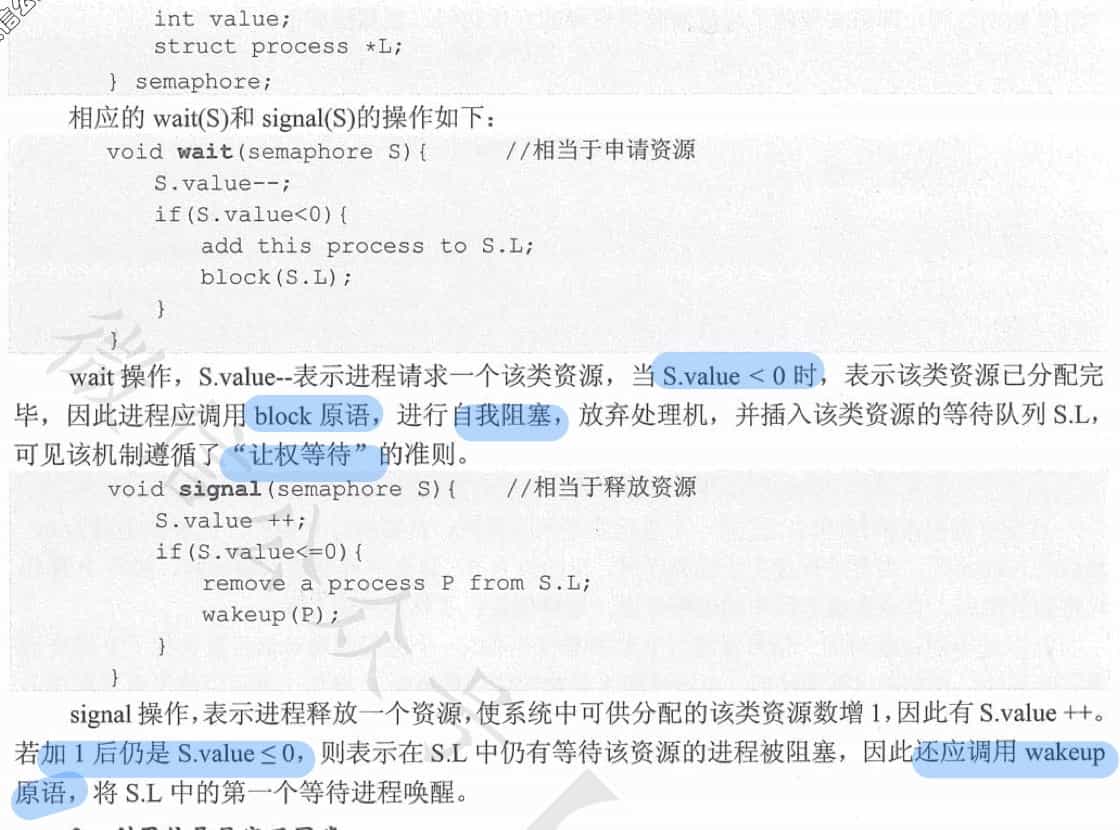 int value;
struct process *L;
} semaphore;
相应的 wait(S)和 signal(S)的操作如下：
void wait(semaphore S){ //相当于申请资源
S.value--;
if(S.value<0){
add this process to S.L;
block(S.L);
}
}
wait 操作，S.value--表示进程请求一个该类资源，当 S.value < 0 时，表示该类资源已分配完
毕，因此进程应调用 block 原语，进行自我阻塞，放弃处理机，并插入该类资源的等待队列 S.L，
可见该机制遵循了“让权等待”的准则。
void signal(semaphore S){ //相当于释放资源
S.value ++;
if(S.value<=0){
remove a process P from S.L;
wakeup(P);
}
}
signal 操作，表示进程释放一个资源，使系统中可供分配的该类资源数增 1，因此有 S.value ++。
若加 1 后仍是 S.value ≤ 0，则表示在 S.L 中仍有等待该资源的进程被阻塞，因此还应调用 wakeup
原语，将 S.L 中的第一个等待进程唤醒。